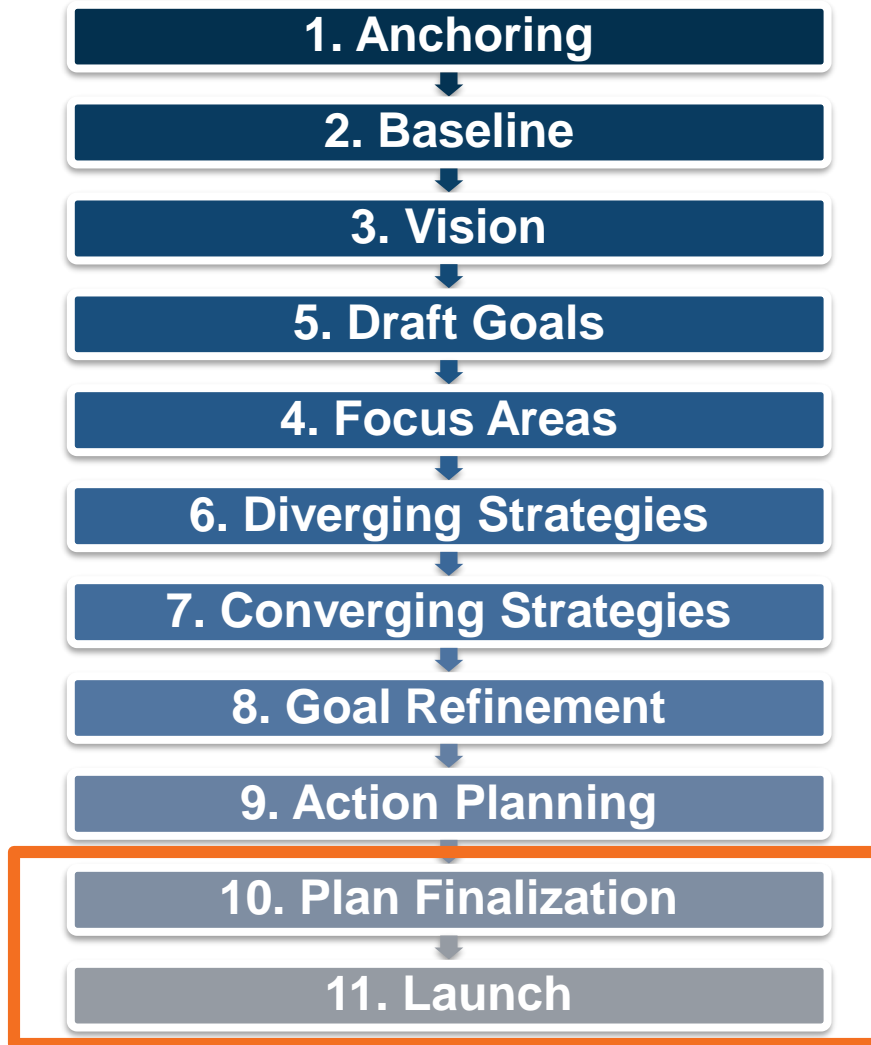 1. Anchoring
2. Baseline
3. Vision
5. Draft Goals
4. Focus Areas
6. Diverging Strategies
7. Converging Strategies
8. Goal Refinement
9. Action Planning
10. Plan Finalization
11. Launch